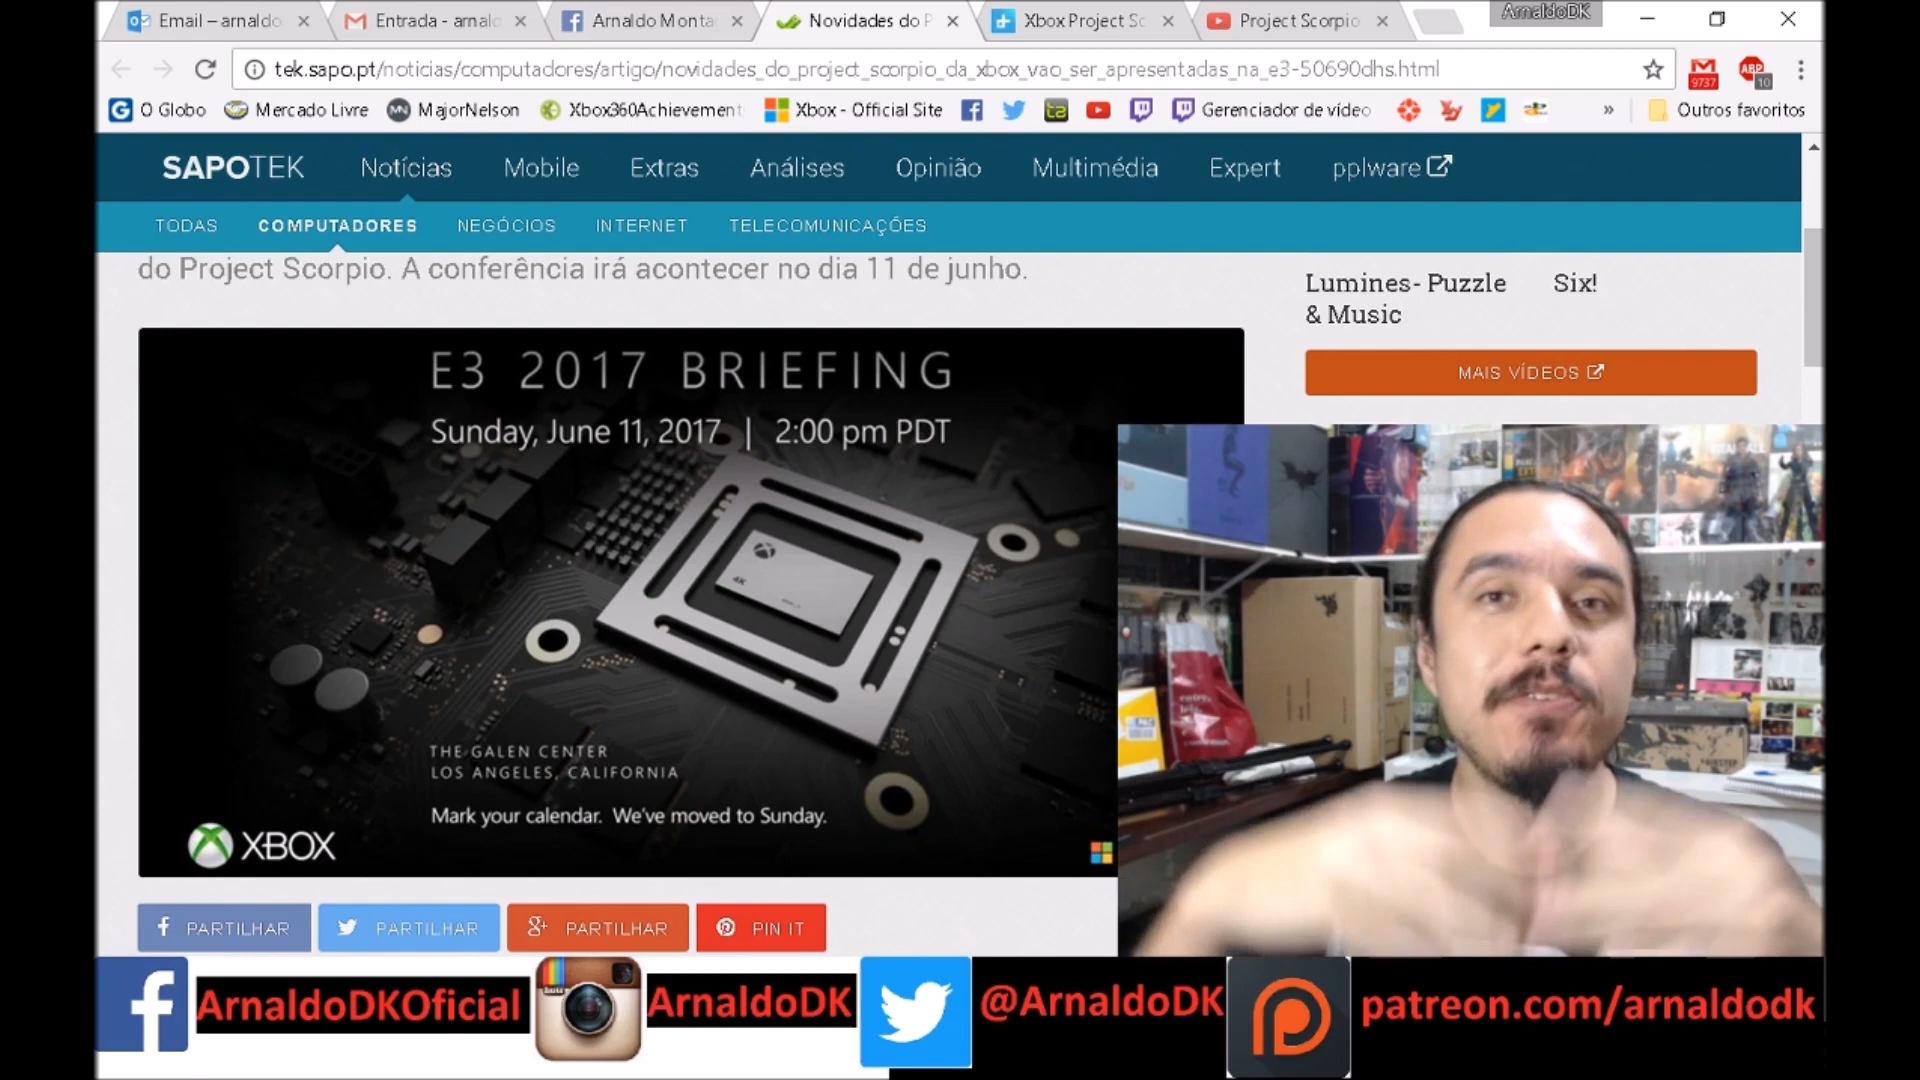 Email – arnaldo
Entrada - arnal
Arnaldo Monta
Novidades do P
Xbox Project Sc
Project Scorpio
ArnaldoDK
tek.sapo.pt/noticias/computadores/artigo/novidades_do_project_scorpio_da_xbox_vao_ser_apresentadas_na_e3-50690dhs.html
9737
ABP
10
O Globo
Mercado Livre
MajorNelson
Xbox360Achievement
Xbox - Official Site
Gerenciador de vídeo
»
Outros favoritos
SAPOTEK
Notícias
Mobile
Extras
Análises
Opinião
Multimédia
Expert
pplware
TODAS
COMPUTADORES
NEGÓCIOS
INTERNET
TELECOMUNICAÇÕES
do Project Scorpio. A conferência irá acontecer no dia 11 de junho.
Lumines- Puzzle
& Music
Six!
MAIS VÍDEOS
E3 2017 BRIEFING
Sunday, June 11, 2017 | 2:00 pm PDT
4K
THE GALEN CENTER
LOS ANGELES, CALIFORNIA
Mark your calendar. We've moved to Sunday.
XBOX
PARTILHAR
PARTILHAR
PARTILHAR
PIN IT
ArnaldoDKOficial
ArnaldoDK
@ArnaldoDK
patreon.com/arnaldodk